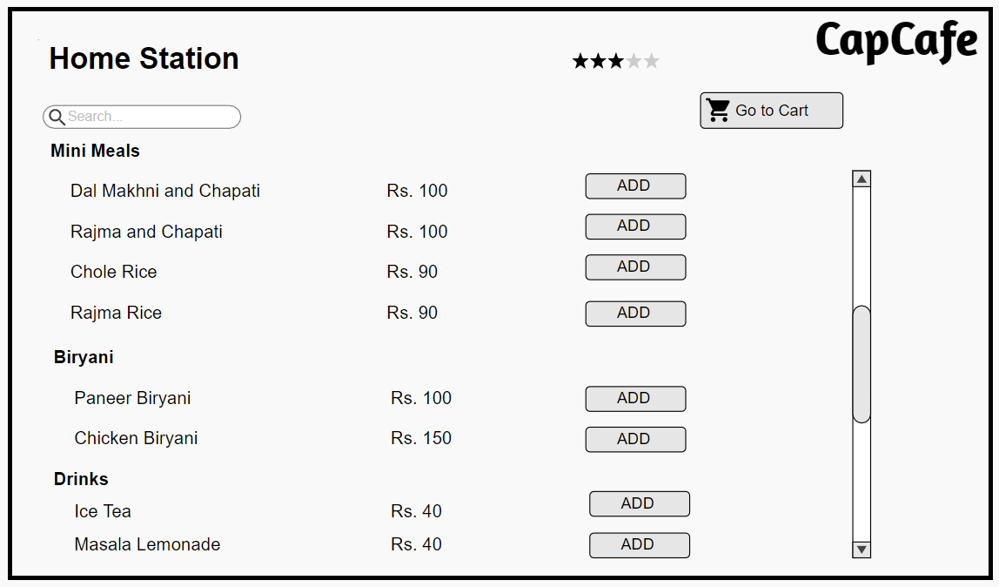 CapCafe
Home Station
Search...
Go to Cart
Mini Meals
Dal Makhni and Chapati Rs. 100 ADD
Rajma and Chapati Rs. 100 ADD
Chole Rice Rs. 90 ADD
Rajma Rice Rs. 90 ADD
Biryani
Paneer Biryani Rs. 100 ADD
Chicken Biryani Rs. 150 ADD
Drinks
Ice Tea Rs. 40 ADD
Masala Lemonade Rs. 40 ADD